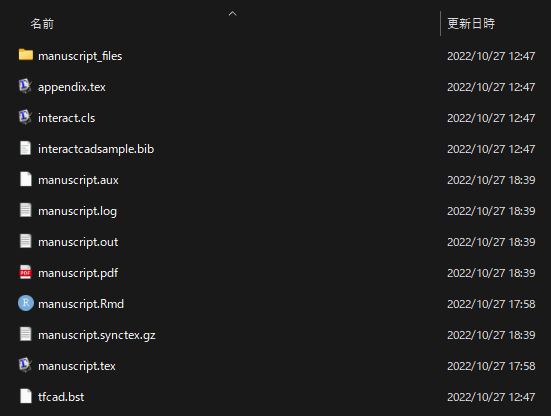 名前 更新日時
manuscript_files 2022/10/27 12:47
appendix.tex 2022/10/27 12:47
interact.cls 2022/10/27 12:47
interactcadsample.bib 2022/10/27 12:47
manuscript.aux 2022/10/27 18:39
manuscript.log 2022/10/27 18:39
manuscript.out 2022/10/27 18:39
manuscript.pdf 2022/10/27 18:39
manuscript.Rmd 2022/10/27 17:58
manuscript.synctex.gz 2022/10/27 18:39
manuscript.tex 2022/10/27 17:58
tfcad.bst 2022/10/27 12:47